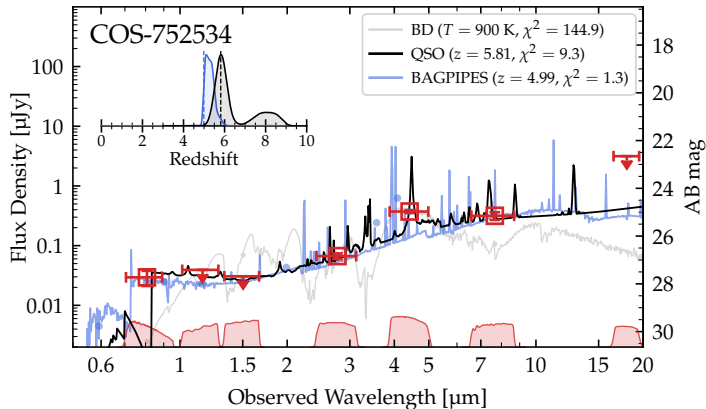 COS-752534
BD (T = 900 K, χ² = 144.9)
QSO (z = 5.81, χ² = 9.3)
BAGPIPES (z = 4.99, χ² = 1.3)
0 2 4 6 8 10
Redshift
Flux Density [μJy]
100
10
1
0.1
0.01
AB mag
18
19
20
22
24
26
28
30
0.6 1 1.5 2 3 4 5 6 7 8 10 15 20
Observed Wavelength [μm]